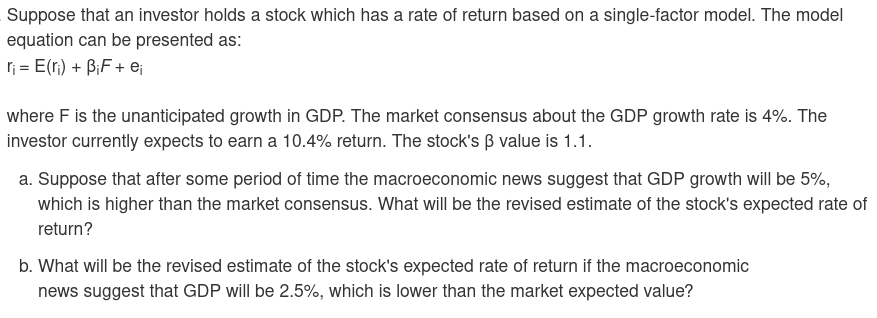 Suppose that an investor holds a stock which has a rate of return based on a single-factor model. The model
equation can be presented as:
rᵢ = E(rᵢ) + βᵢF + eᵢ
where F is the unanticipated growth in GDP. The market consensus about the GDP growth rate is 4%. The
investor currently expects to earn a 10.4% return. The stock's β value is 1.1.
a. Suppose that after some period of time the macroeconomic news suggest that GDP growth will be 5%,
which is higher than the market consensus. What will be the revised estimate of the stock's expected rate of
return?
b. What will be the revised estimate of the stock's expected rate of return if the macroeconomic
news suggest that GDP will be 2.5%, which is lower than the market expected value?